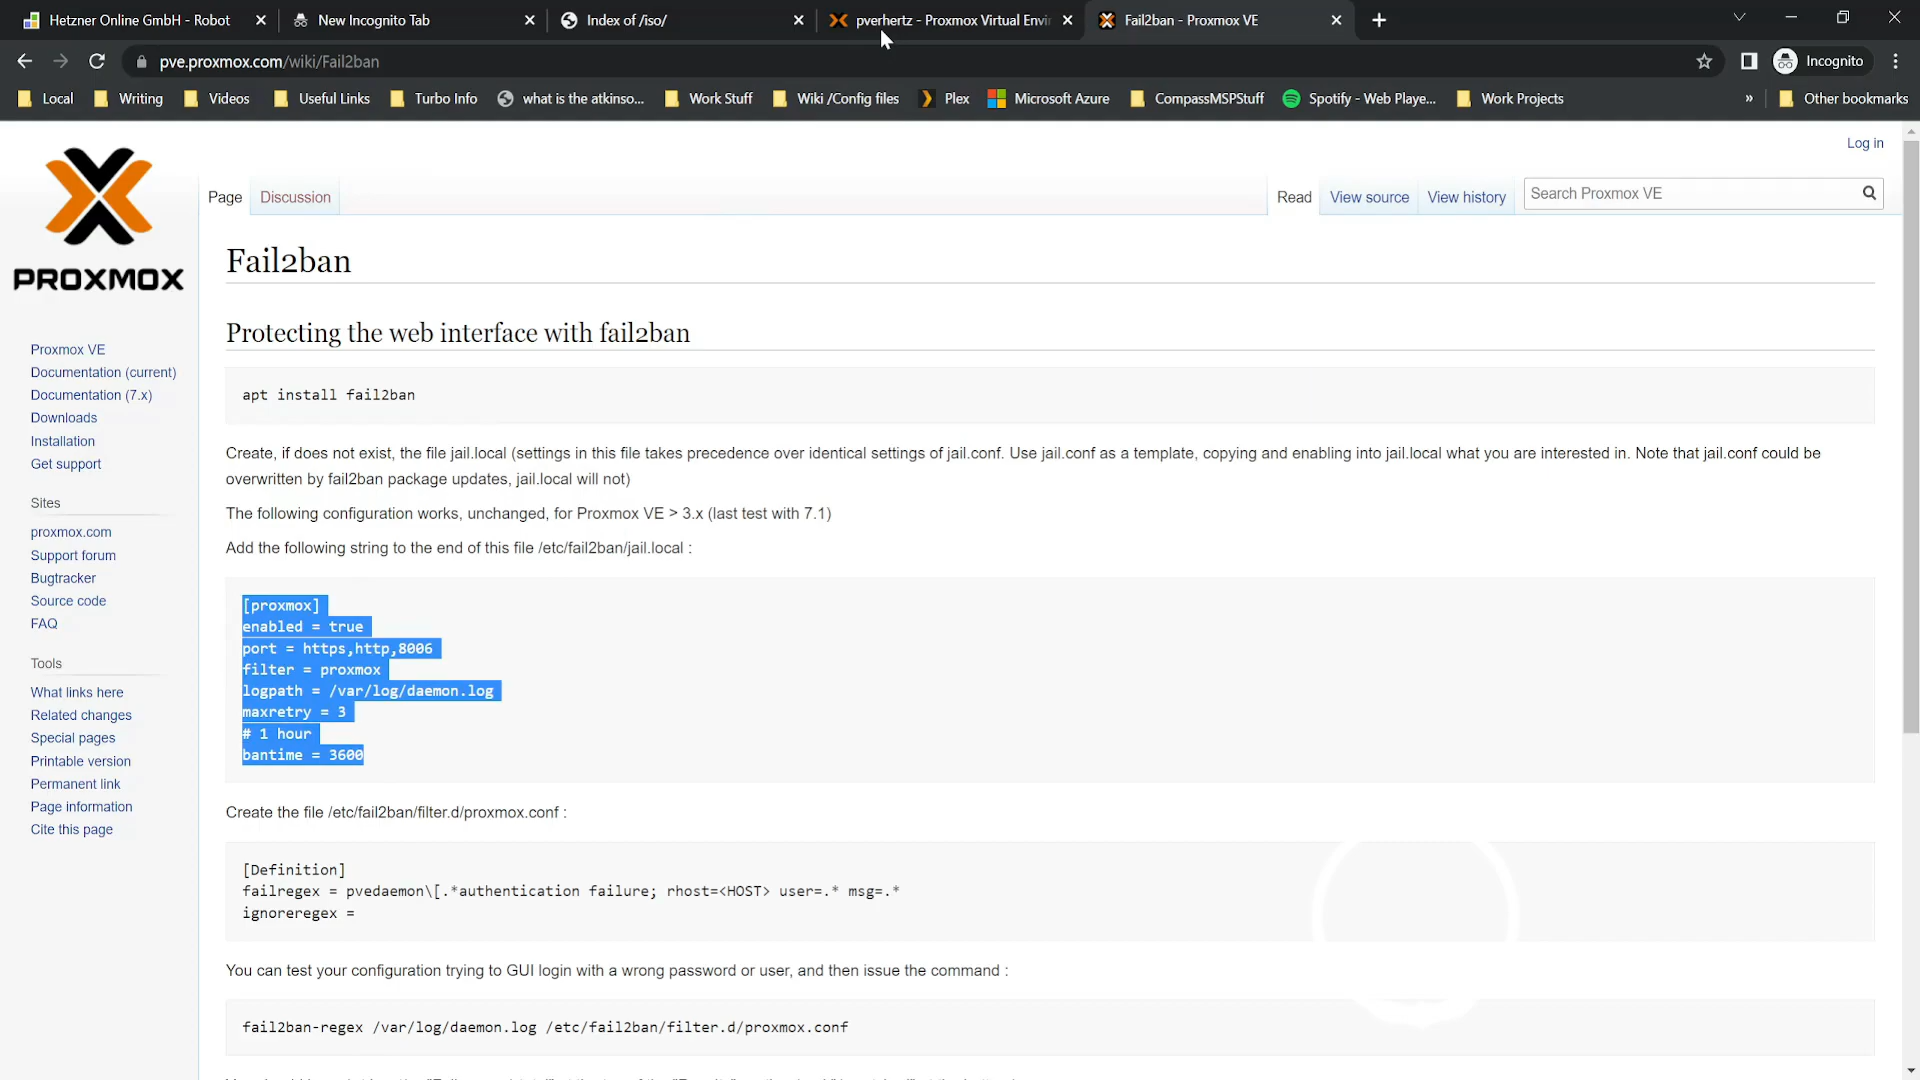 Hetzner Online GmbH - Robot
New Incognito Tab
Index of /iso/
pverhertz - Proxmox Virtual Envir
Fail2ban - Proxmox VE
pve.proxmox.com/wiki/Fail2ban
Incognito
Local
Writing
Videos
Useful Links
Turbo Info
what is the atkinso...
Work Stuff
Wiki /Config files
Plex
Microsoft Azure
CompassMSPStuff
Spotify - Web Playe...
Work Projects
»
Other bookmarks
Log in
PROXMOX
Page
Discussion
Read
View source
View history
Search Proxmox VE
Proxmox VE
Documentation (current)
Documentation (7.x)
Downloads
Installation
Get support
Sites
proxmox.com
Support forum
Bugtracker
Source code
FAQ
Tools
What links here
Related changes
Special pages
Printable version
Permanent link
Page information
Cite this page
Fail2ban
Protecting the web interface with fail2ban
apt install fail2ban
Create, if does not exist, the file jail.local (settings in this file takes precedence over identical settings of jail.conf. Use jail.conf as a template, copying and enabling into jail.local what you are interested in. Note that jail.conf could be
overwritten by fail2ban package updates, jail.local will not)
The following configuration works, unchanged, for Proxmox VE > 3.x (last test with 7.1)
Add the following string to the end of this file /etc/fail2ban/jail.local :
[proxmox]
enabled = true
port = https,http,8006
filter = proxmox
logpath = /var/log/daemon.log
maxretry = 3
# 1 hour
bantime = 3600
Create the file /etc/fail2ban/filter.d/proxmox.conf :
[Definition]
failregex = pvedaemon\[.*authentication failure; rhost=<HOST> user=.* msg=.*
ignoreregex =
You can test your configuration trying to GUI login with a wrong password or user, and then issue the command :
fail2ban-regex /var/log/daemon.log /etc/fail2ban/filter.d/proxmox.conf